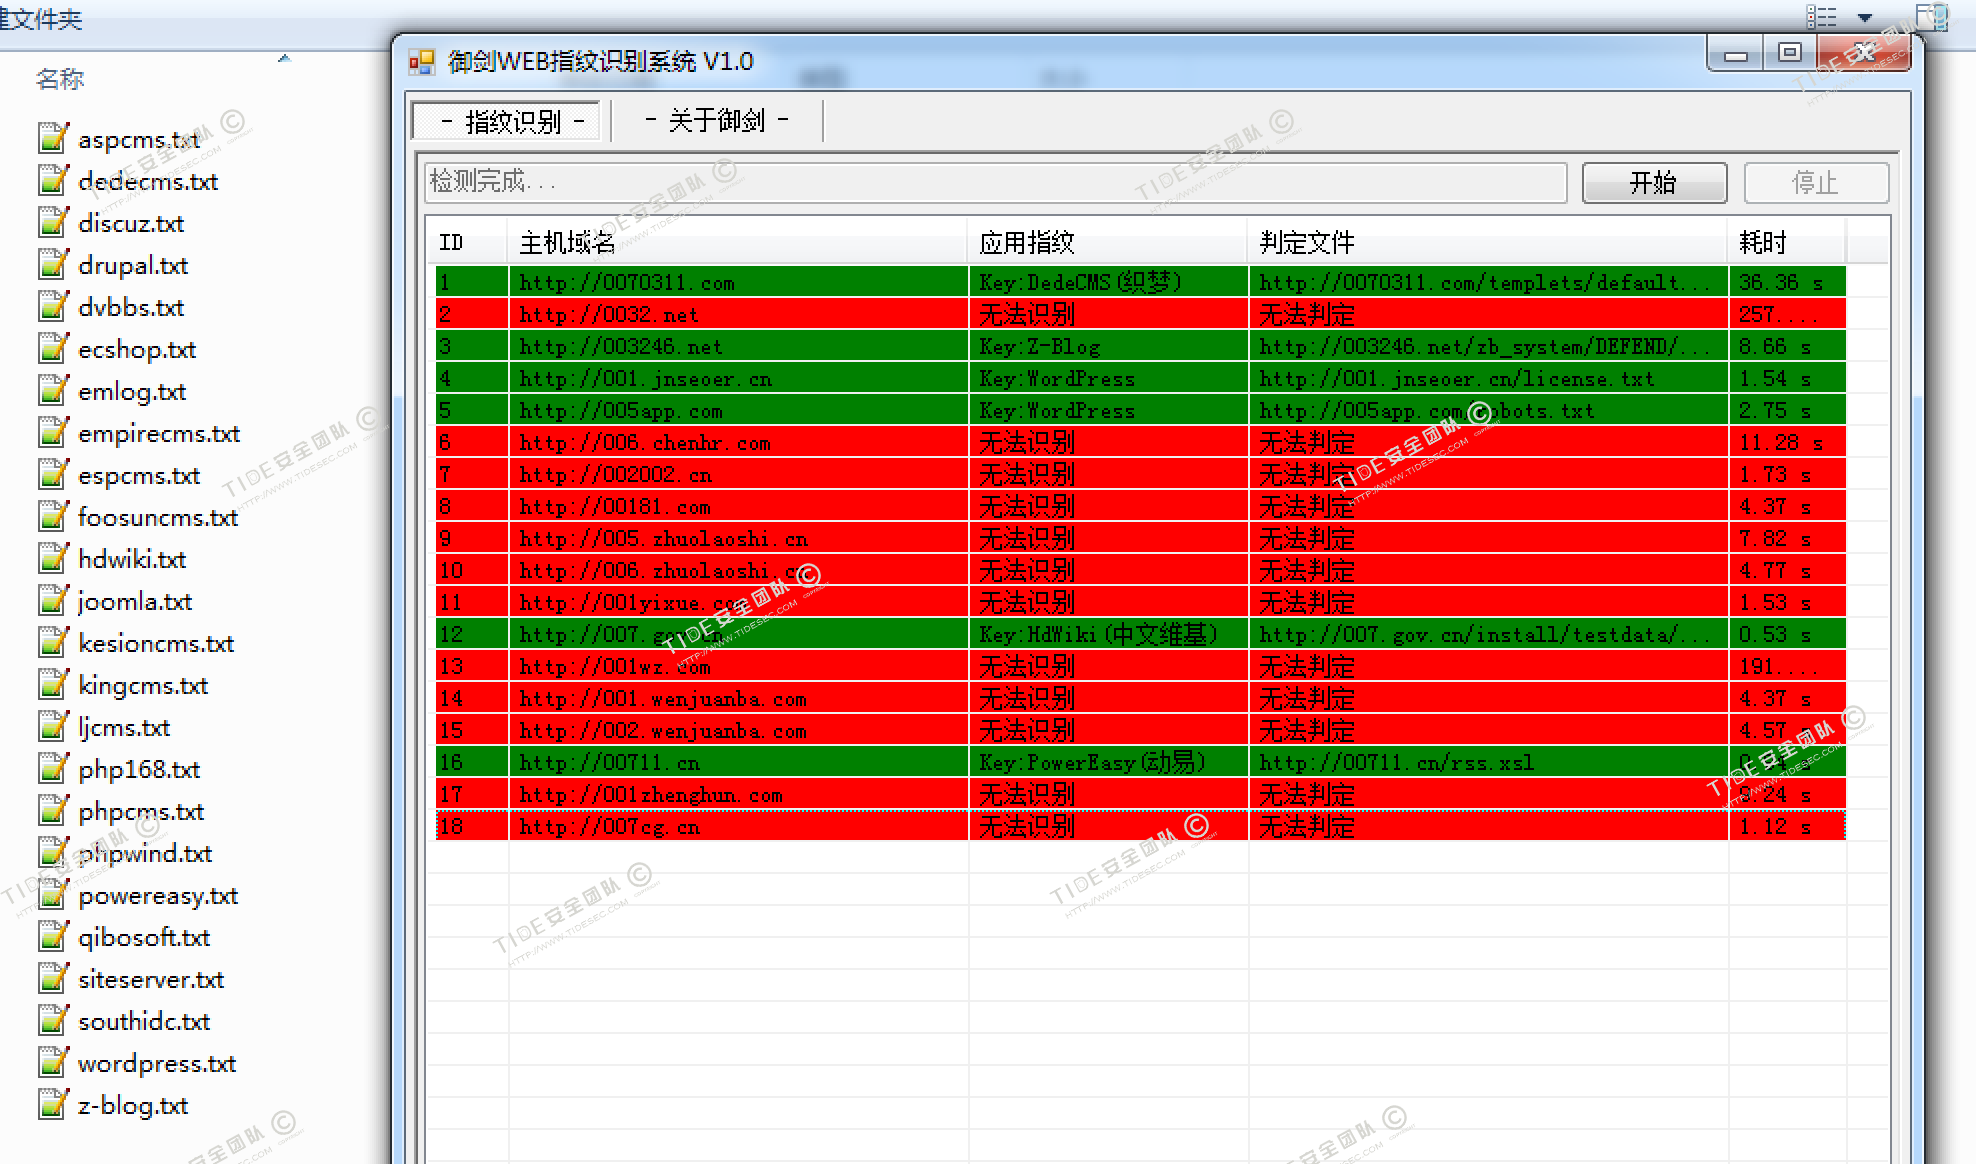 建文件夹
名称
aspcms.txt
dedecms.txt
discuz.txt
drupal.txt
dvbbs.txt
ecshop.txt
emlog.txt
empirecms.txt
espcms.txt
foosuncms.txt
hdwiki.txt
joomla.txt
kesioncms.txt
kingcms.txt
ljcms.txt
php168.txt
phpcms.txt
phpwind.txt
powereasy.txt
qibosoft.txt
siteserver.txt
southidc.txt
wordpress.txt
z-blog.txt
御剑WEB指纹识别系统 V1.0
- 指纹识别 - - 关于御剑 -
检测完成... 开始 停止
ID 主机域名 应用指纹 判定文件 耗时
1 http://0070311.com Key:DedeCMS(织梦) http://0070311.com/templets/default... 36.36 s
2 http://0032.net 无法识别 无法判定 257....
3 http://003246.net Key:Z-Blog http://003246.net/zb_system/DEFEND/... 8.66 s
4 http://001.jnseoer.cn Key:WordPress http://001.jnseoer.cn/license.txt 1.54 s
5 http://005app.com Key:WordPress http://005app.com/robots.txt 2.75 s
6 http://006.chenhr.com 无法识别 无法判定 11.28 s
7 http://002002.cn 无法识别 无法判定 1.73 s
8 http://00181.com 无法识别 无法判定 4.37 s
9 http://005.zhuolaoshi.cn 无法识别 无法判定 7.82 s
10 http://006.zhuolaoshi.cn 无法识别 无法判定 4.77 s
11 http://001yixue.com 无法识别 无法判定 1.53 s
12 http://007.gov.cn Key:HdWiki(中文维基) http://007.gov.cn/install/testdata/... 0.53 s
13 http://001wz.com 无法识别 无法判定 191....
14 http://001.wenjuanba.com 无法识别 无法判定 4.37 s
15 http://002.wenjuanba.com 无法识别 无法判定 4.57 s
16 http://00711.cn Key:PowerEasy(动易) http://00711.cn/rss.xsl
17 http://001zhenghun.com 无法识别 无法判定
18 http://007cg.cn 无法识别 无法判定 1.12 s
TIDE安全团队 ©
HTTP://WWW.TIDESEC.COM COPYRIGHT